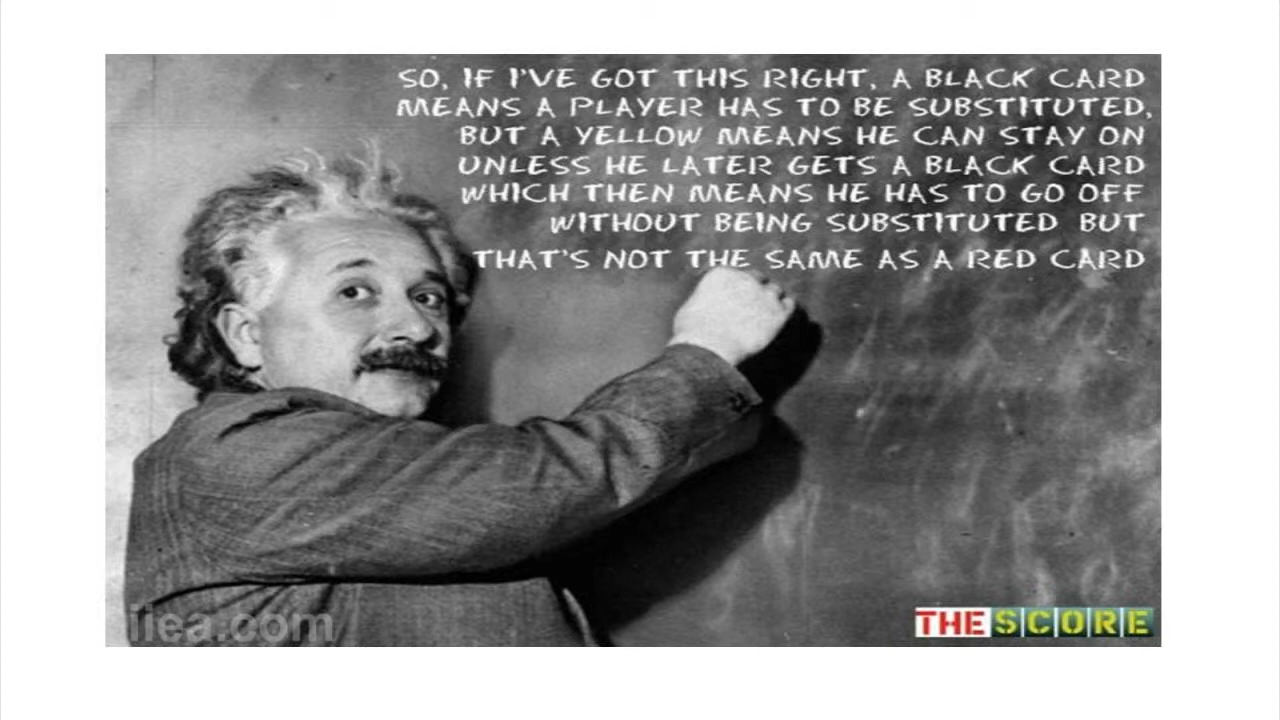 SO, IF I'VE GOT THIS RIGHT, A BLACK CARD
MEANS A PLAYER HAS TO BE SUBSTITUTED,
BUT A YELLOW MEANS HE CAN STAY ON
UNLESS HE LATER GETS A BLACK CARD
WHICH THEN MEANS HE HAS TO GO OFF
WITHOUT BEING SUBSTITUTED BUT
THAT'S NOT THE SAME AS A RED CARD
iiea.com
THE SCORE